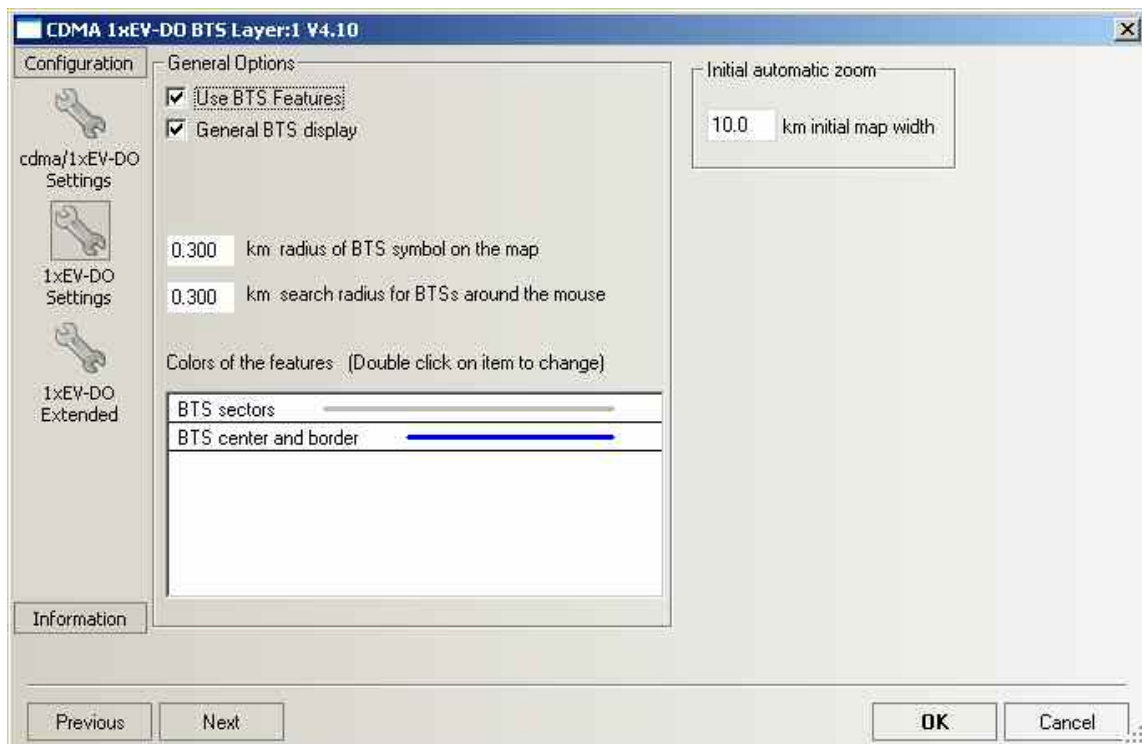 CDMA 1xEV-DO BTS Layer:1 V4.10
Configuration
cdma/1xEV-DO
Settings
1xEV-DO
Settings
1xEV-DO
Extended
Information
General Options
Use BTS Features
General BTS display
0.300 km radius of BTS symbol on the map
0.300 km search radius for BTSs around the mouse
Colors of the features (Double click on item to change)
BTS sectors
BTS center and border
Initial automatic zoom
10.0 km initial map width
Previous
Next
OK
Cancel